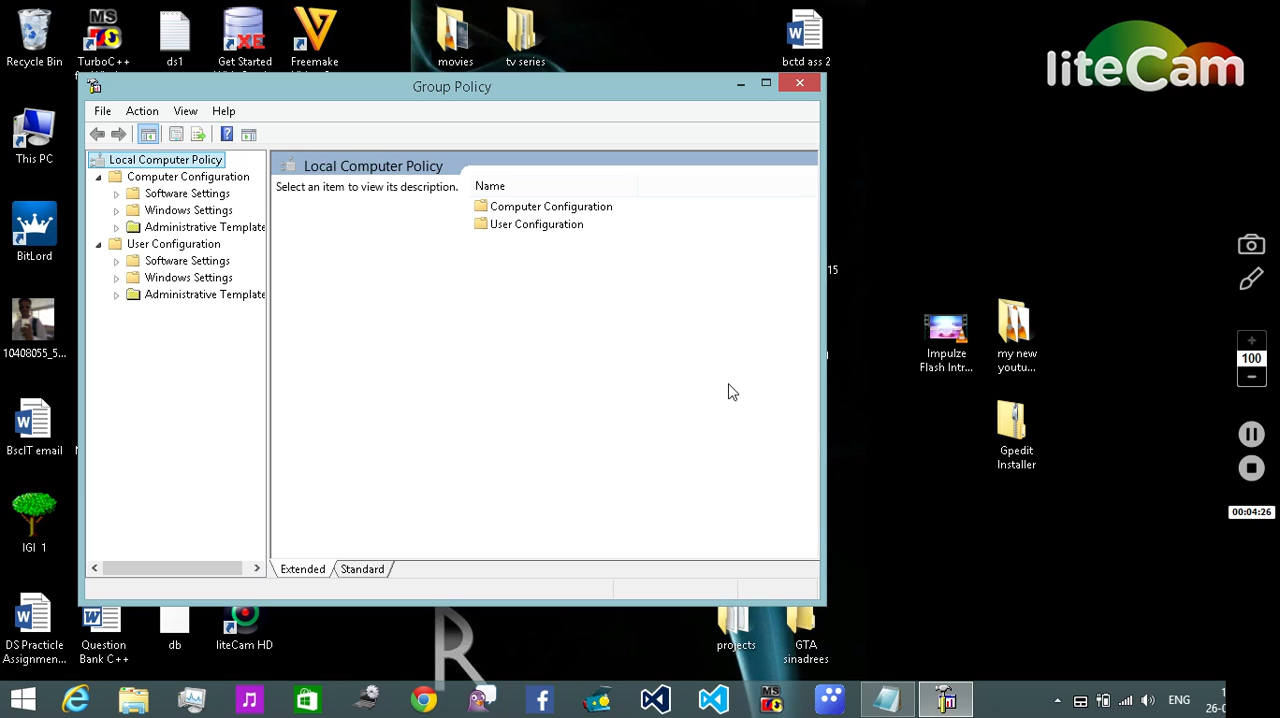 Recycle Bin
TurboC++
ds1
Get Started
Freemake
movies
tv series
bctd ass 2
liteCam
This PC
BitLord
10408055_5...
BscIT email
IGI 1
DS Practicle
Assignmen...
Question
Bank C++
db
liteCam HD
projects
GTA
sinadrees
15
Impulze
Flash Intr...
my new
youtu...
Gpedit
Installer
Group Policy
File Action View Help
Local Computer Policy
Computer Configuration
Software Settings
Windows Settings
Administrative Template
User Configuration
Software Settings
Windows Settings
Administrative Template
Local Computer Policy
Select an item to view its description.
Name
Computer Configuration
User Configuration
Extended Standard
R
+
100
−
00:04:26
MS
ENG
26-0